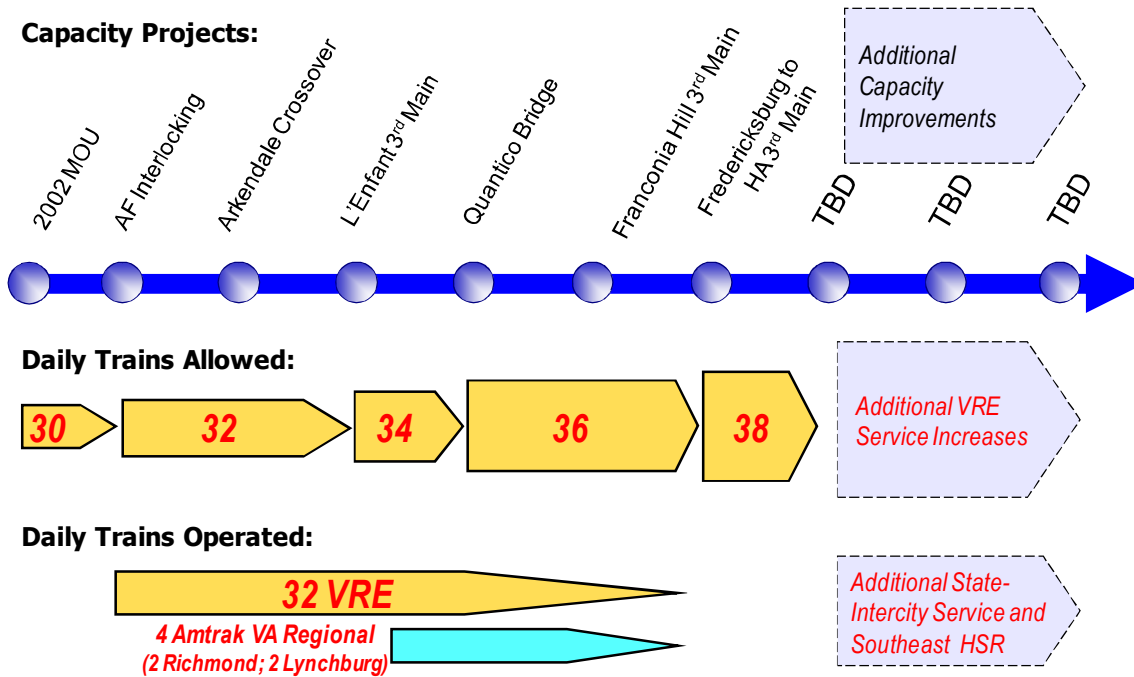 Capacity Projects:
2002 MOU
AF Interlocking
Arkendale Crossover
L'Enfant 3rd Main
Quantico Bridge
Franconia Hill 3rd Main
Fredericksburg to
HA 3rd Main
TBD
TBD
TBD
Additional
Capacity
Improvements
Daily Trains Allowed:
30
32
34
36
38
Additional VRE
Service Increases
Daily Trains Operated:
32 VRE
4 Amtrak VA Regional
(2 Richmond; 2 Lynchburg)
Additional State-
Intercity Service and
Southeast HSR